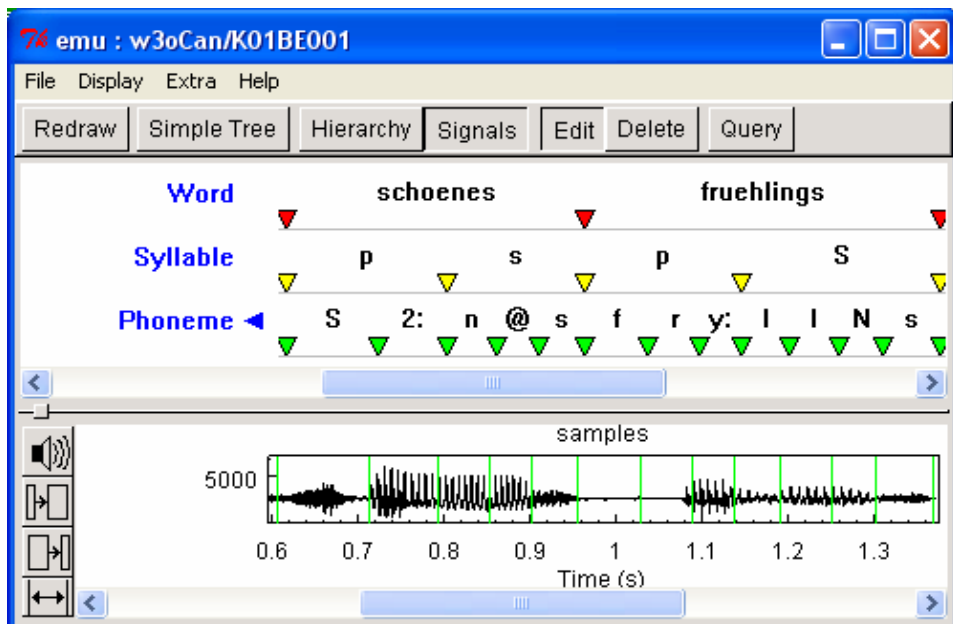 7k emu : w3oCan/K01BE001
File Display Extra Help
Redraw Simple Tree Hierarchy Signals Edit Delete Query
Word schoenes fruehlings
Syllable p s p S
Phoneme S 2: n @ s f r y: l I N s
samples
5000
0.6 0.7 0.8 0.9 1 1.1 1.2 1.3
Time (s)